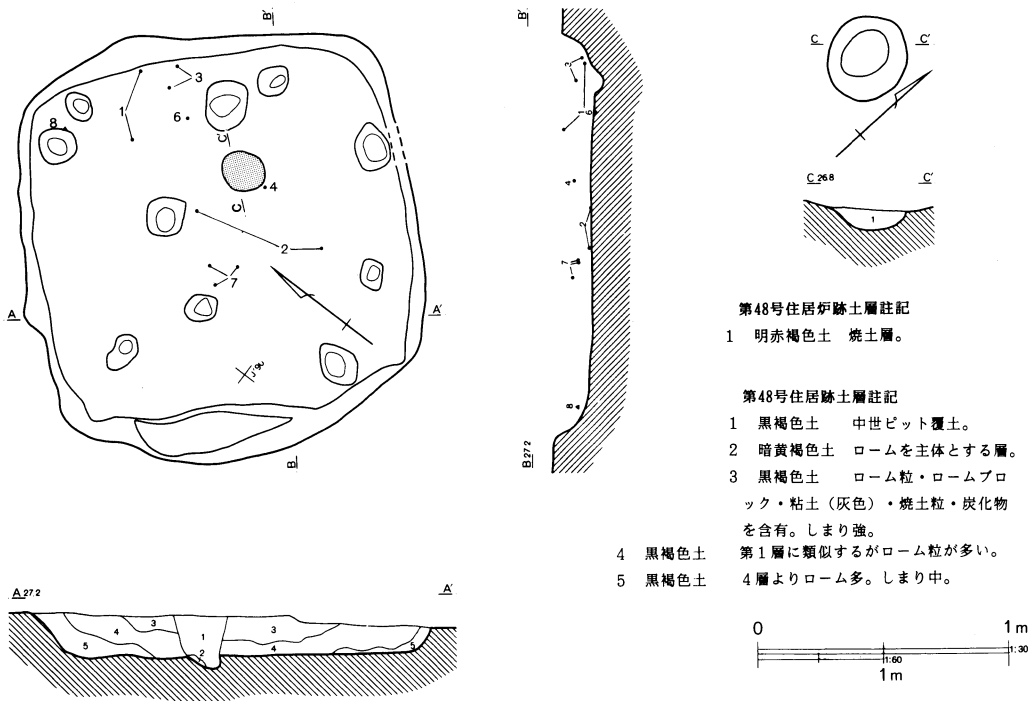 B'
3
1
6
8
C'
4
C
2
7
A
A'
J'-90
B
B'
3
1
6
4
2
7
8
B 27.2
C
C'
C 26.8
C'
1
第48号住居炉跡土層註記
1 明赤褐色土 焼土層。
第48号住居跡土層註記
1 黒褐色土 中世ピット覆土。
2 暗黄褐色土 ロームを主体とする層。
3 黒褐色土 ローム粒・ロームブロ
ック・粘土（灰色）・焼土粒・炭化物
を含有。しまり強。
4 黒褐色土 第1層に類似するがローム粒が多い。
5 黒褐色土 4層よりローム多。しまり中。
A 27.2
A'
3
1
3
4
5
2
4
5
0
1m
1:30
1:60
1m